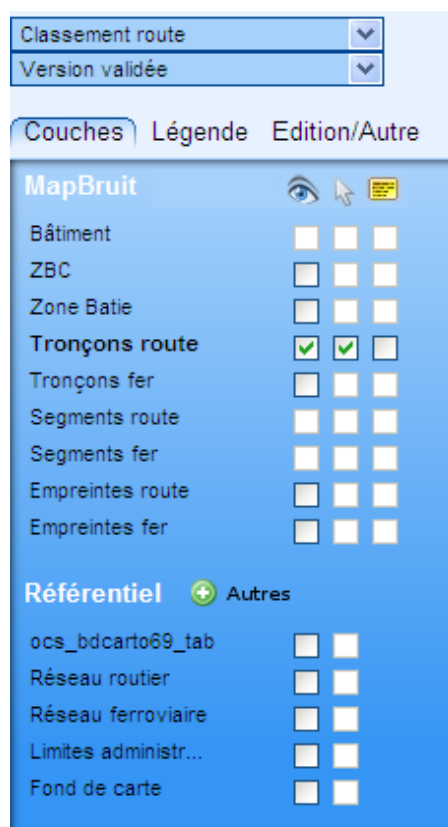 Classement route
Version validée
Couches Légende Edition/Autre
MapBruit
Bâtiment
ZBC
Zone Batie
Tronçons route
Tronçons fer
Segments route
Segments fer
Empreintes route
Empreintes fer
Référentiel Autres
ocs_bdcarto69_tab
Réseau routier
Réseau ferroviaire
Limites administr...
Fond de carte